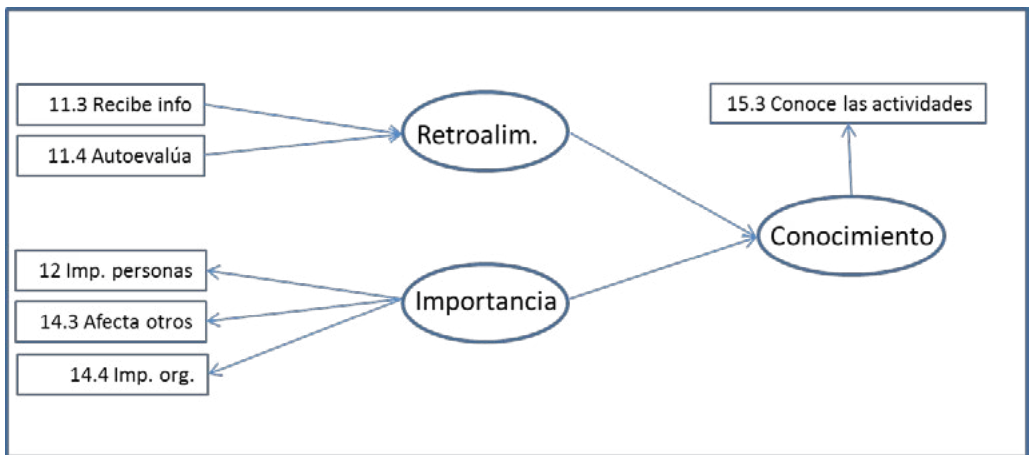 11.3 Recibe info
11.4 Autoevalúa
Retroalim.
15.3 Conoce las actividades
Conocimiento
12 Imp. personas
14.3 Afecta otros
14.4 Imp. org.
Importancia